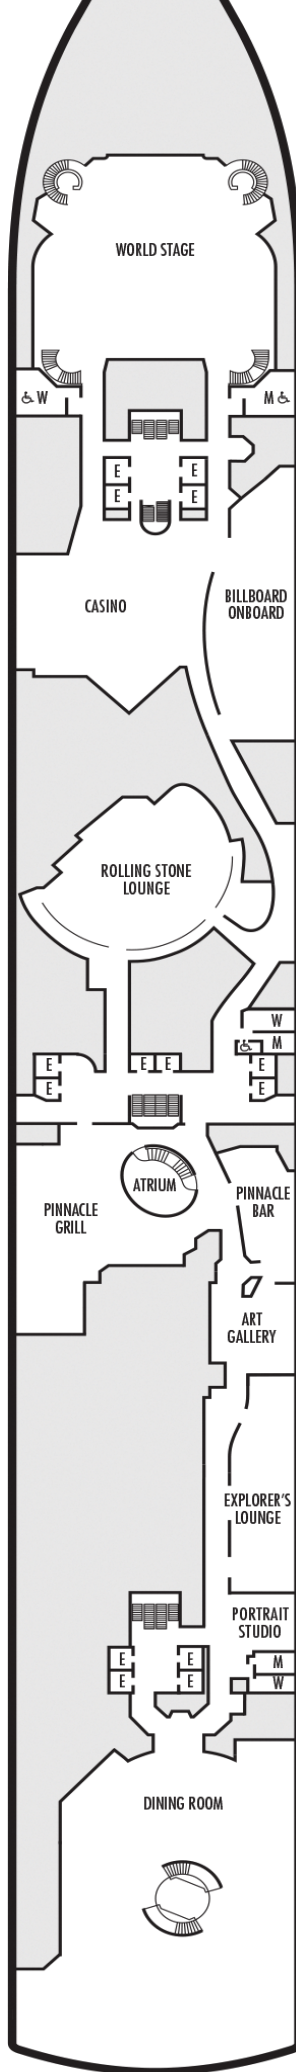 WORLD STAGE
W
M
E
E
E
E
CASINO
BILLBOARD
ONBOARD
ROLLING STONE
LOUNGE
W
M
E
E
E
E
E
E
ATRIUM
PINNACLE
GRILL
PINNACLE
BAR
ART
GALLERY
EXPLORER'S
LOUNGE
PORTRAIT
STUDIO
E
E
M
E
E
W
DINING ROOM